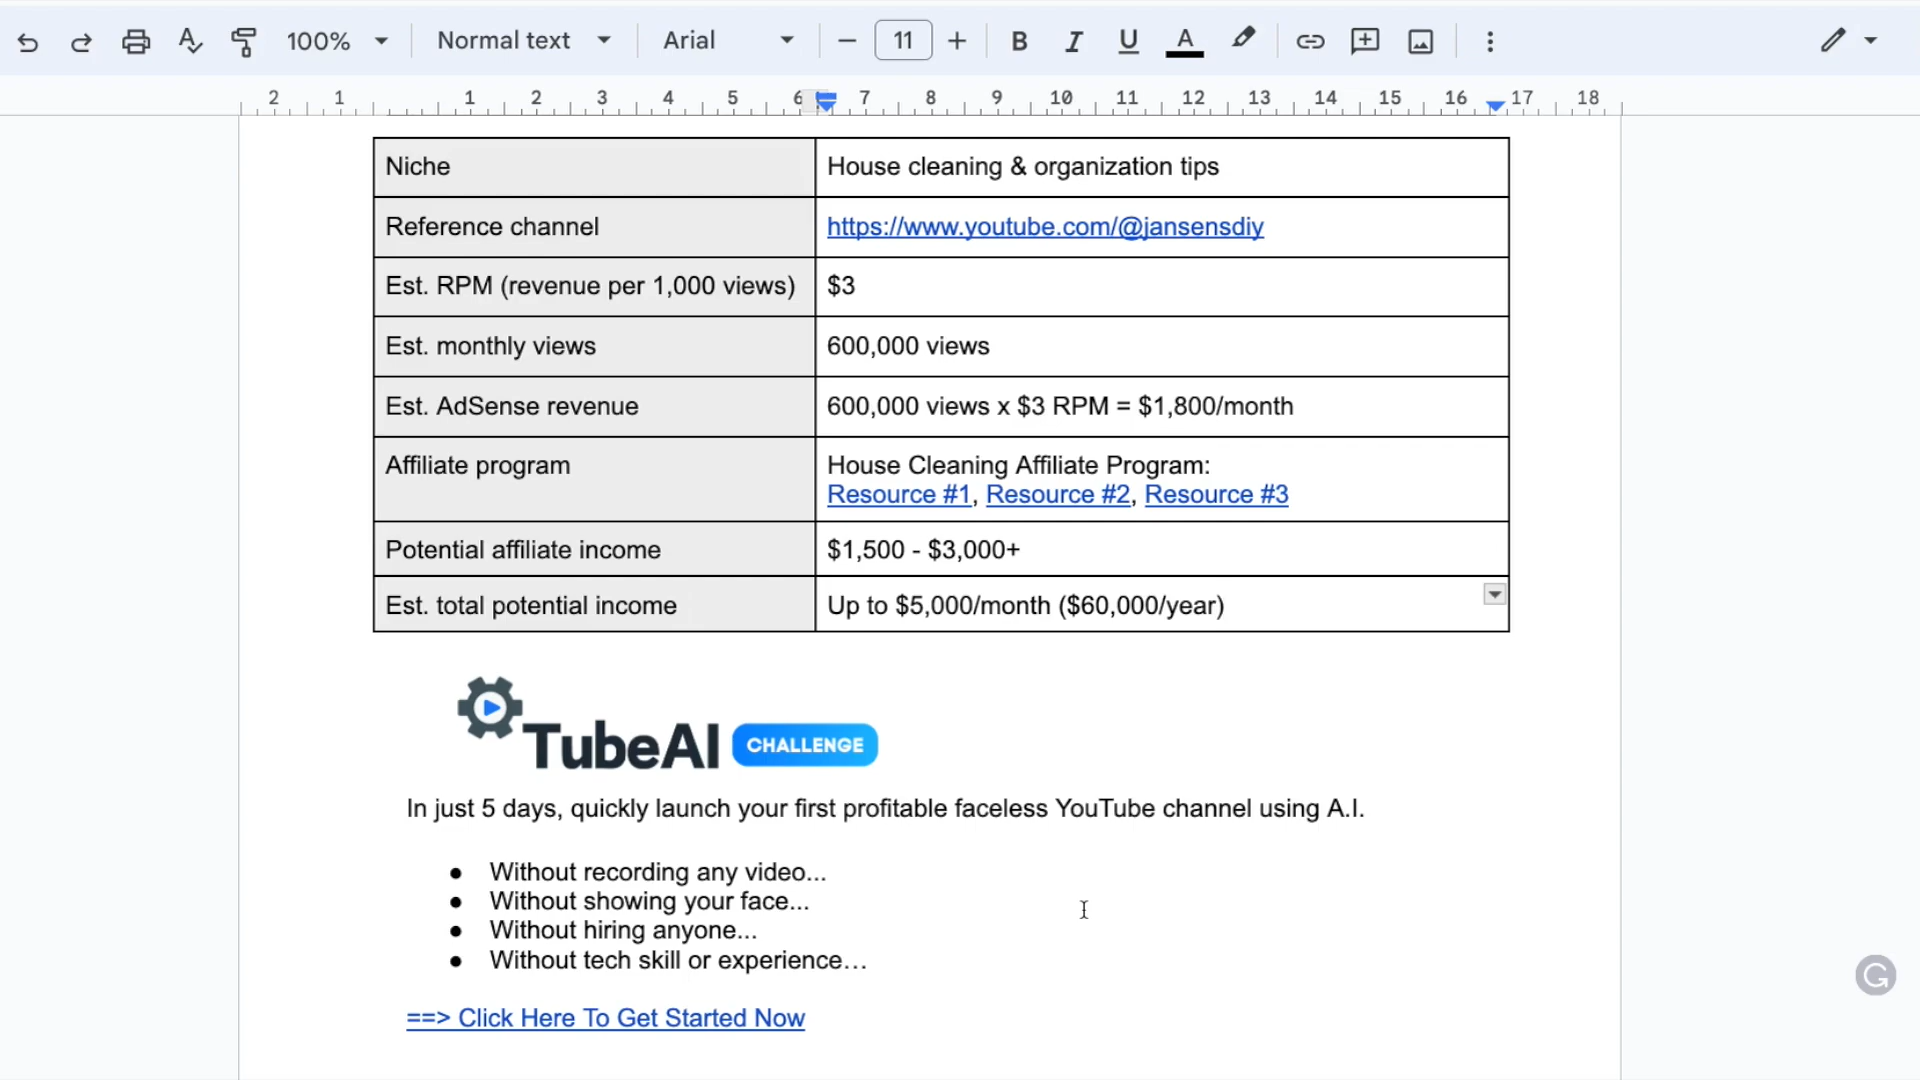 100%
Normal text
Arial
11
B I U A
2 1 1 2 3 4 5 6 7 8 9 10 11 12 13 14 15 16 17 18
Niche
House cleaning & organization tips
Reference channel
https://www.youtube.com/@jansensdiy
Est. RPM (revenue per 1,000 views)
$3
Est. monthly views
600,000 views
Est. AdSense revenue
600,000 views x $3 RPM = $1,800/month
Affiliate program
House Cleaning Affiliate Program:
Resource #1, Resource #2, Resource #3
Potential affiliate income
$1,500 - $3,000+
Est. total potential income
Up to $5,000/month ($60,000/year)
TubeAI CHALLENGE
In just 5 days, quickly launch your first profitable faceless YouTube channel using A.I.
● Without recording any video...
● Without showing your face...
● Without hiring anyone...
● Without tech skill or experience…
==> Click Here To Get Started Now
G